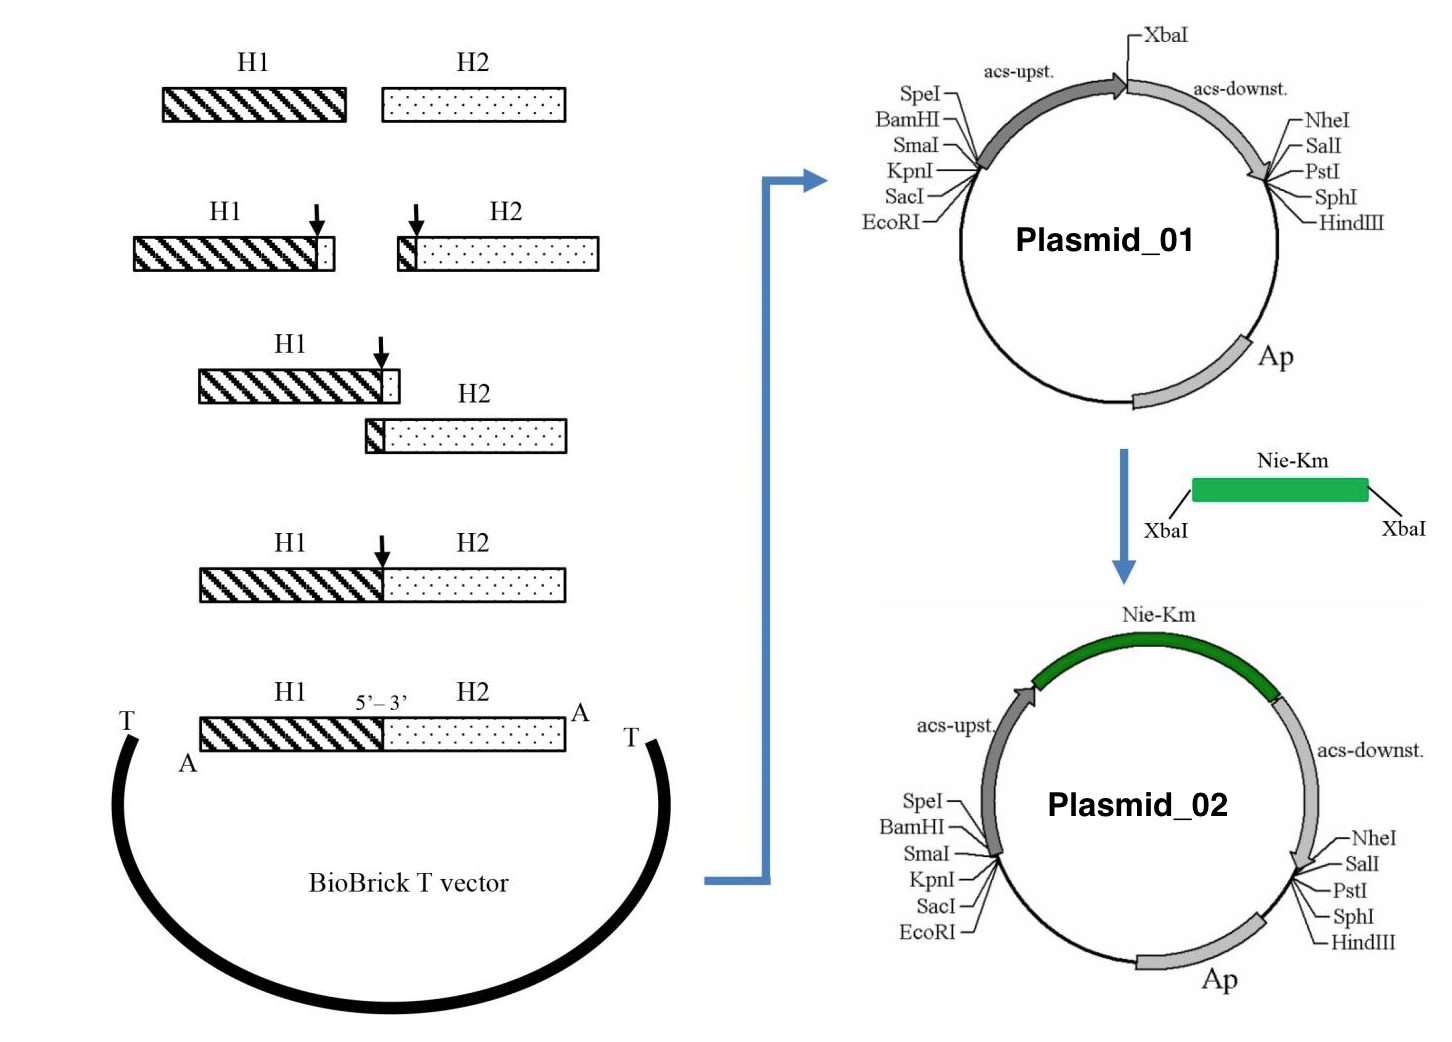 H1
H2
H1
H2
H1
H2
H1
H2
H1
5’– 3’
H2
T
A
A
T
BioBrick T vector
XbaI
acs-upst.
acs-downst.
SpeI
BamHI
SmaI
KpnI
SacI
EcoRI
NheI
SalI
PstI
SphI
HindIII
Plasmid_01
Ap
Nie-Km
XbaI
XbaI
Nie-Km
acs-upst.
acs-downst.
SpeI
BamHI
SmaI
KpnI
SacI
EcoRI
Plasmid_02
NheI
SalI
PstI
SphI
HindIII
Ap